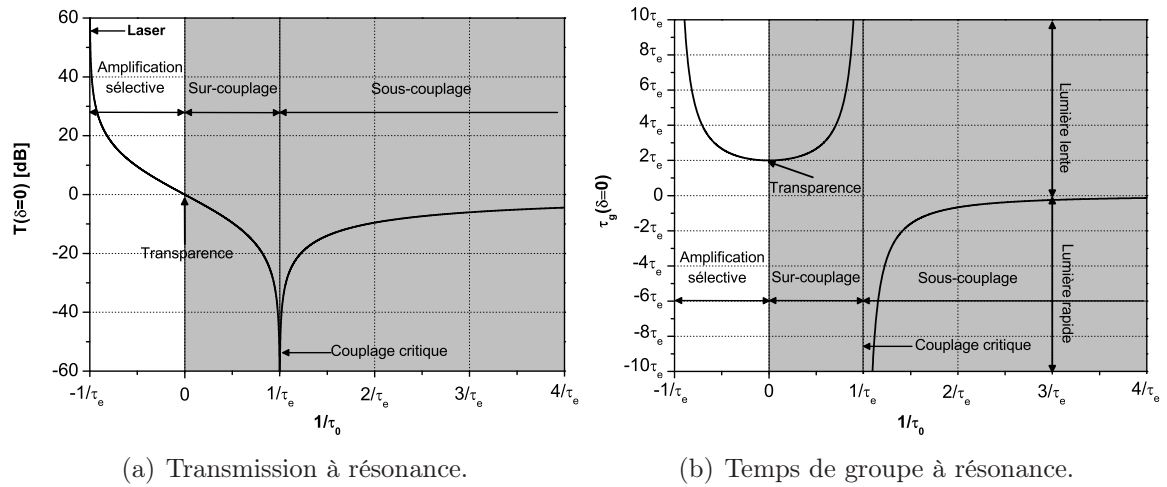 60
40
20
0
-20
-40
-60
T(δ=0) [dB]
Laser
Amplification
sélective
Sur-couplage
Sous-couplage
Transparence
Couplage critique
-1/τe
0
1/τe
2/τe
3/τe
4/τe
1/τ0
(a) Transmission à résonance.
10τe
8τe
6τe
4τe
2τe
0
-2τe
-4τe
-6τe
-8τe
-10τe
τg(δ=0)
Transparence
Lumière lente
Amplification
sélective
Sur-couplage
Sous-couplage
Lumière rapide
Couplage critique
-1/τe
0
1/τe
2/τe
3/τe
4/τe
1/τ0
(b) Temps de groupe à résonance.